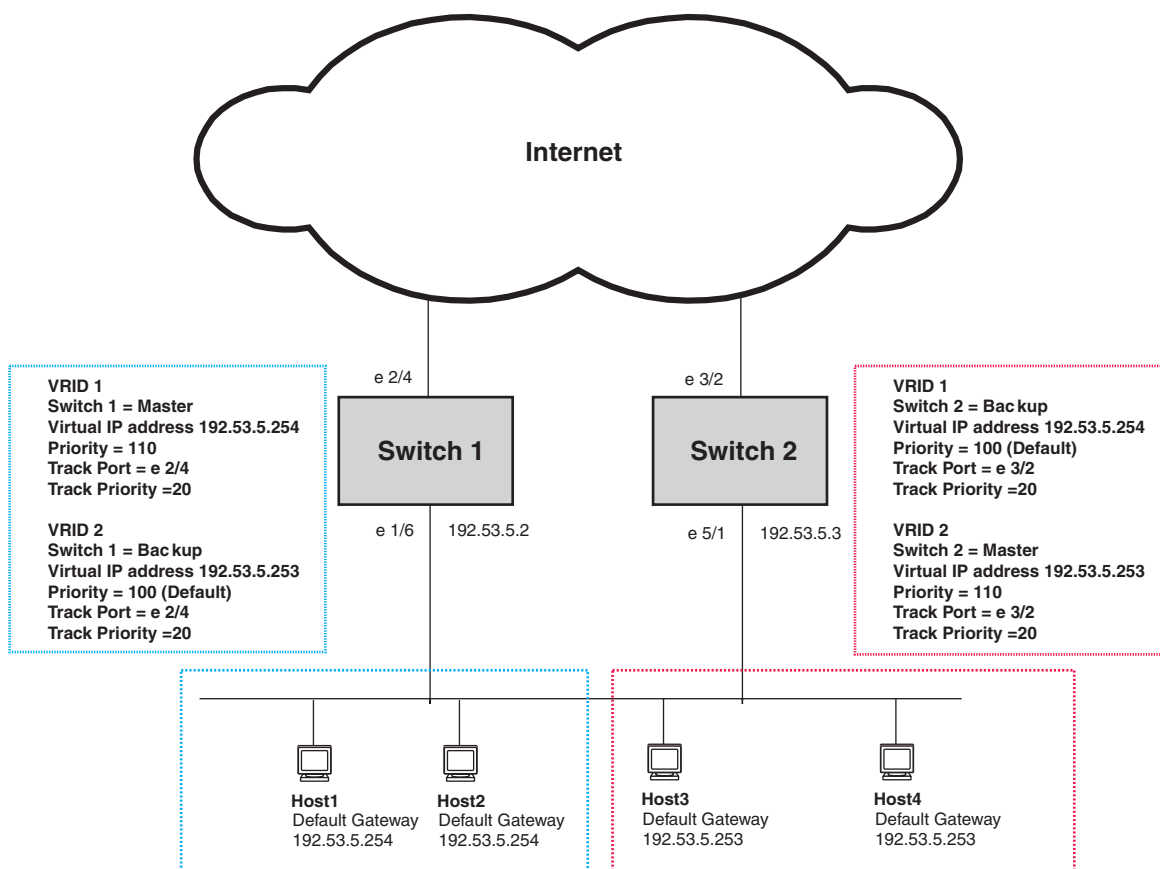 Internet
e 2/4
e 3/2
VRID 1
Switch 1 = Master
Virtual IP address 192.53.5.254
Priority = 110
Track Port = e 2/4
Track Priority =20
VRID 2
Switch 1 = Bac kup
Virtual IP address 192.53.5.253
Priority = 100 (Default)
Track Port = e 2/4
Track Priority =20
Switch 1
Switch 2
VRID 1
Switch 2 = Bac kup
Virtual IP address 192.53.5.254
Priority = 100 (Default)
Track Port = e 3/2
Track Priority =20
VRID 2
Switch 2 = Master
Virtual IP address 192.53.5.253
Priority = 110
Track Port = e 3/2
Track Priority =20
e 1/6 192.53.5.2
e 5/1 192.53.5.3
Host1
Default Gateway
192.53.5.254
Host2
Default Gateway
192.53.5.254
Host3
Default Gateway
192.53.5.253
Host4
Default Gateway
192.53.5.253